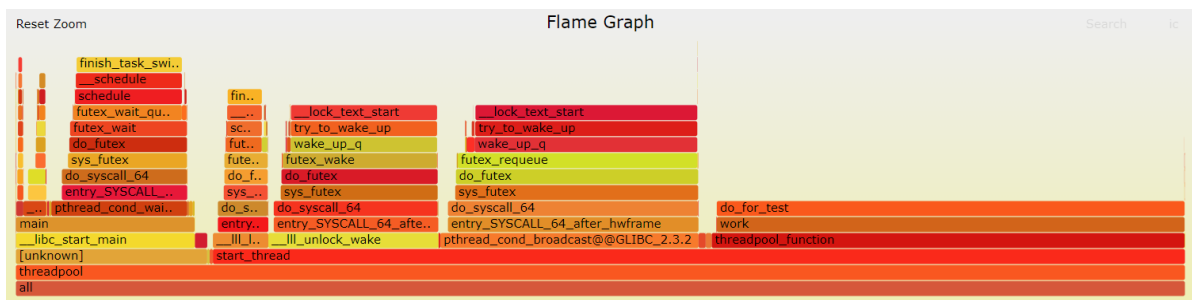 Reset Zoom Flame Graph Search ic
finish_task_swi..
__schedule
schedule fin..
futex_wait_qu.. __.. __lock_text_start __lock_text_start
futex_wait sc.. try_to_wake_up try_to_wake_up
do_futex fut.. wake_up_q wake_up_q
sys_futex fute.. futex_wake futex_requeue
do_syscall_64 do_f.. do_futex do_futex
entry_SYSCALL_.. sys_.. sys_futex sys_futex
_.. pthread_cond_wai.. do_s.. do_syscall_64 do_syscall_64 do_for_test
main entry.. entry_SYSCALL_64_afte.. entry_SYSCALL_64_after_hwframe work
__libc_start_main __lll_l.. __lll_unlock_wake pthread_cond_broadcast@@GLIBC_2.3.2 threadpool_function
[unknown] start_thread
threadpool
all